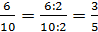 6/10 = 6:2/10:2 = 3/5